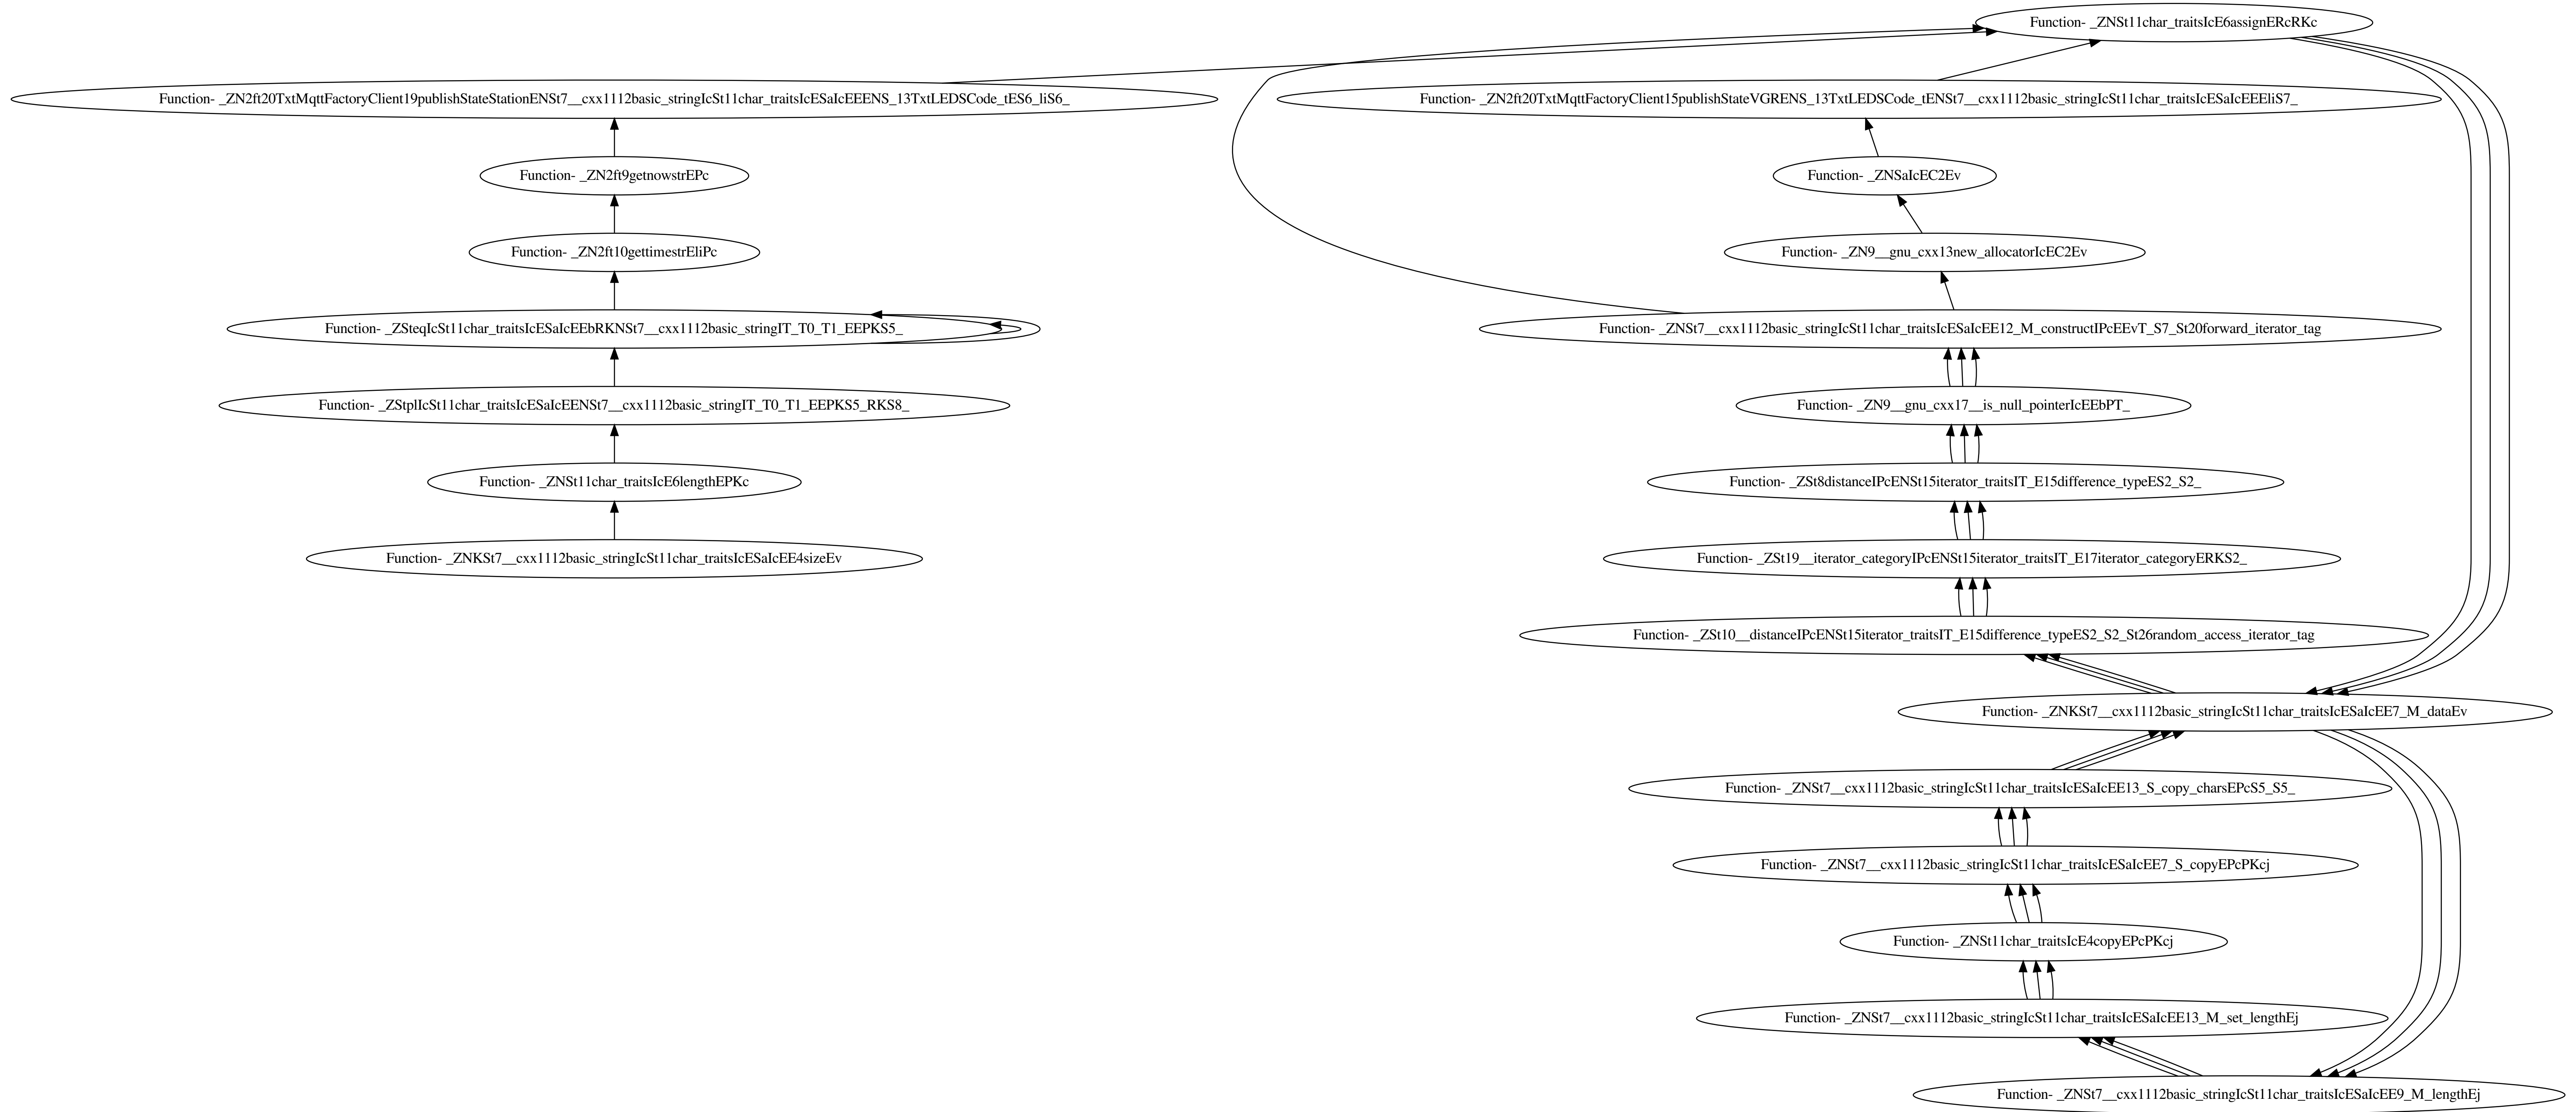 Function- _ZNSt11char_traitsIcE6assignERcRKc
Function- _ZN2ft20TxtMqttFactoryClient19publishStateStationENSt7__cxx1112basic_stringIcSt11char_traitsIcESaIcEEENS_13TxtLEDSCode_tES6_liS6_
Function- _ZN2ft20TxtMqttFactoryClient15publishStateVGRENS_13TxtLEDSCode_tENSt7__cxx1112basic_stringIcSt11char_traitsIcESaIcEEEliS7_
Function- _ZN2ft9getnowstrEPc
Function- _ZNSaIcEC2Ev
Function- _ZN2ft10gettimestrEliPc
Function- _ZN9__gnu_cxx13new_allocatorIcEC2Ev
Function- _ZSteqIcSt11char_traitsIcESaIcEEbRKNSt7__cxx1112basic_stringIT_T0_T1_EEPKS5_
Function- _ZNSt7__cxx1112basic_stringIcSt11char_traitsIcESaIcEE12_M_constructIPcEEvT_S7_St20forward_iterator_tag
Function- _ZStplIcSt11char_traitsIcESaIcEENSt7__cxx1112basic_stringIT_T0_T1_EEPKS5_RKS8_
Function- _ZN9__gnu_cxx17__is_null_pointerIcEEbPT_
Function- _ZNSt11char_traitsIcE6lengthEPKc
Function- _ZSt8distanceIPcENSt15iterator_traitsIT_E15difference_typeES2_S2_
Function- _ZNKSt7__cxx1112basic_stringIcSt11char_traitsIcESaIcEE4sizeEv
Function- _ZSt19__iterator_categoryIPcENSt15iterator_traitsIT_E17iterator_categoryERKS2_
Function- _ZSt10__distanceIPcENSt15iterator_traitsIT_E15difference_typeES2_S2_St26random_access_iterator_tag
Function- _ZNKSt7__cxx1112basic_stringIcSt11char_traitsIcESaIcEE7_M_dataEv
Function- _ZNSt7__cxx1112basic_stringIcSt11char_traitsIcESaIcEE13_S_copy_charsEPcS5_S5_
Function- _ZNSt7__cxx1112basic_stringIcSt11char_traitsIcESaIcEE7_S_copyEPcPKcj
Function- _ZNSt11char_traitsIcE4copyEPcPKcj
Function- _ZNSt7__cxx1112basic_stringIcSt11char_traitsIcESaIcEE13_M_set_lengthEj
Function- _ZNSt7__cxx1112basic_stringIcSt11char_traitsIcESaIcEE9_M_lengthEj